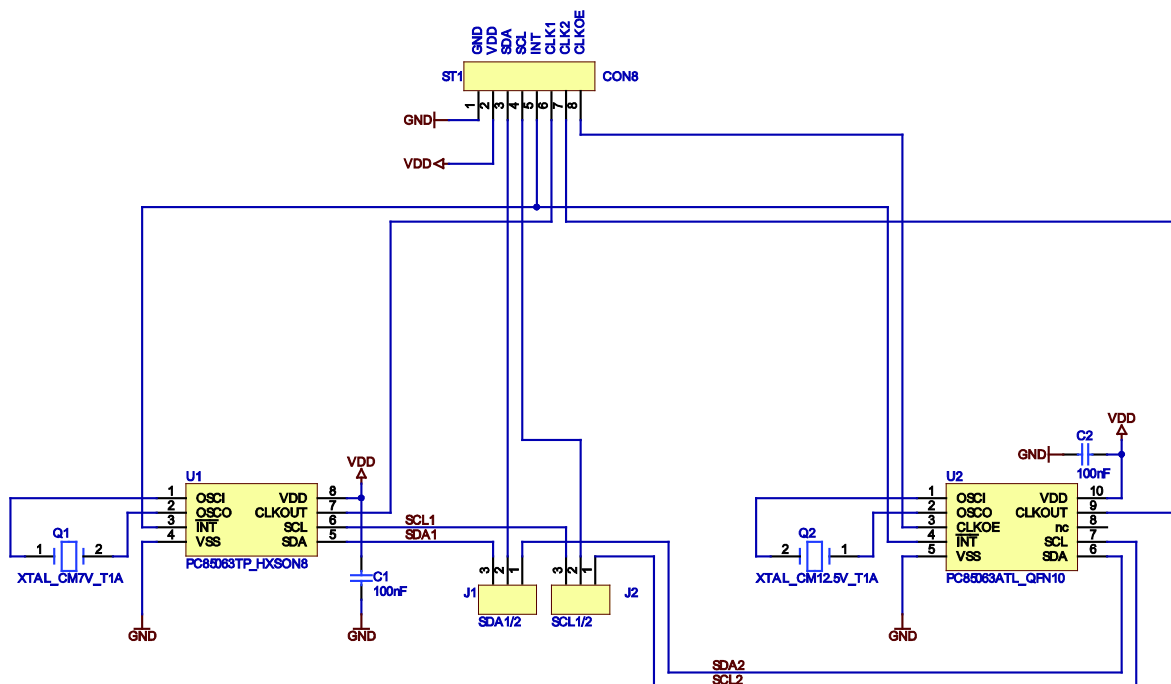 GND
VDD
SDA
SCL
INT
CLK1
CLK2
CLKOE
ST1
CON8
1
2
3
4
5
6
7
8
GND
VDD
VDD
C2
GND
100nF
VDD
U1
1 OSCI VDD 8
2 OSCO CLKOUT 7
3 INT SCL 6
4 VSS SDA 5
PC85063TP_HXSON8
SCL1
SDA1
Q1
1 2
XTAL_CM7V_T1A
C1
100nF
GND
GND
J1
3 2 1
SDA1/2
3 2 1
J2
SCL1/2
Q2
2 1
XTAL_CM12.5V_T1A
U2
1 OSCI VDD 10
2 OSCO CLKOUT 9
3 CLKOE nc 8
4 INT SCL 7
5 VSS SDA 6
PC85063ATL_QFN10
GND
SDA2
SCL2